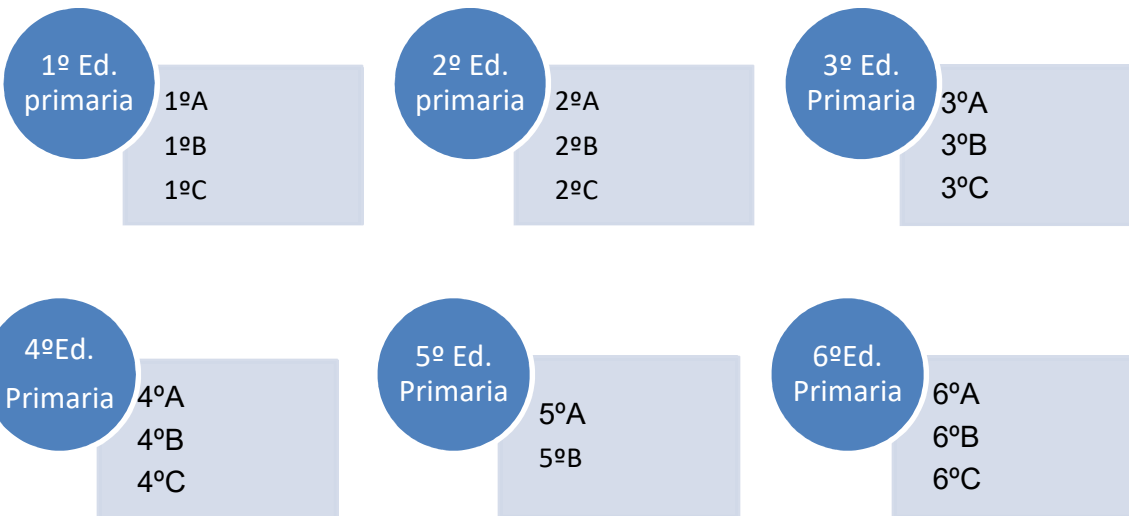 1º Ed.
primaria
1ºA
1ºB
1ºC
2º Ed.
primaria
2ºA
2ºB
2ºC
3º Ed.
Primaria
3ºA
3ºB
3ºC
4ºEd.
Primaria
4ºA
4ºB
4ºC
5º Ed.
Primaria
5ºA
5ºB
6ºEd.
Primaria
6ºA
6ºB
6ºC